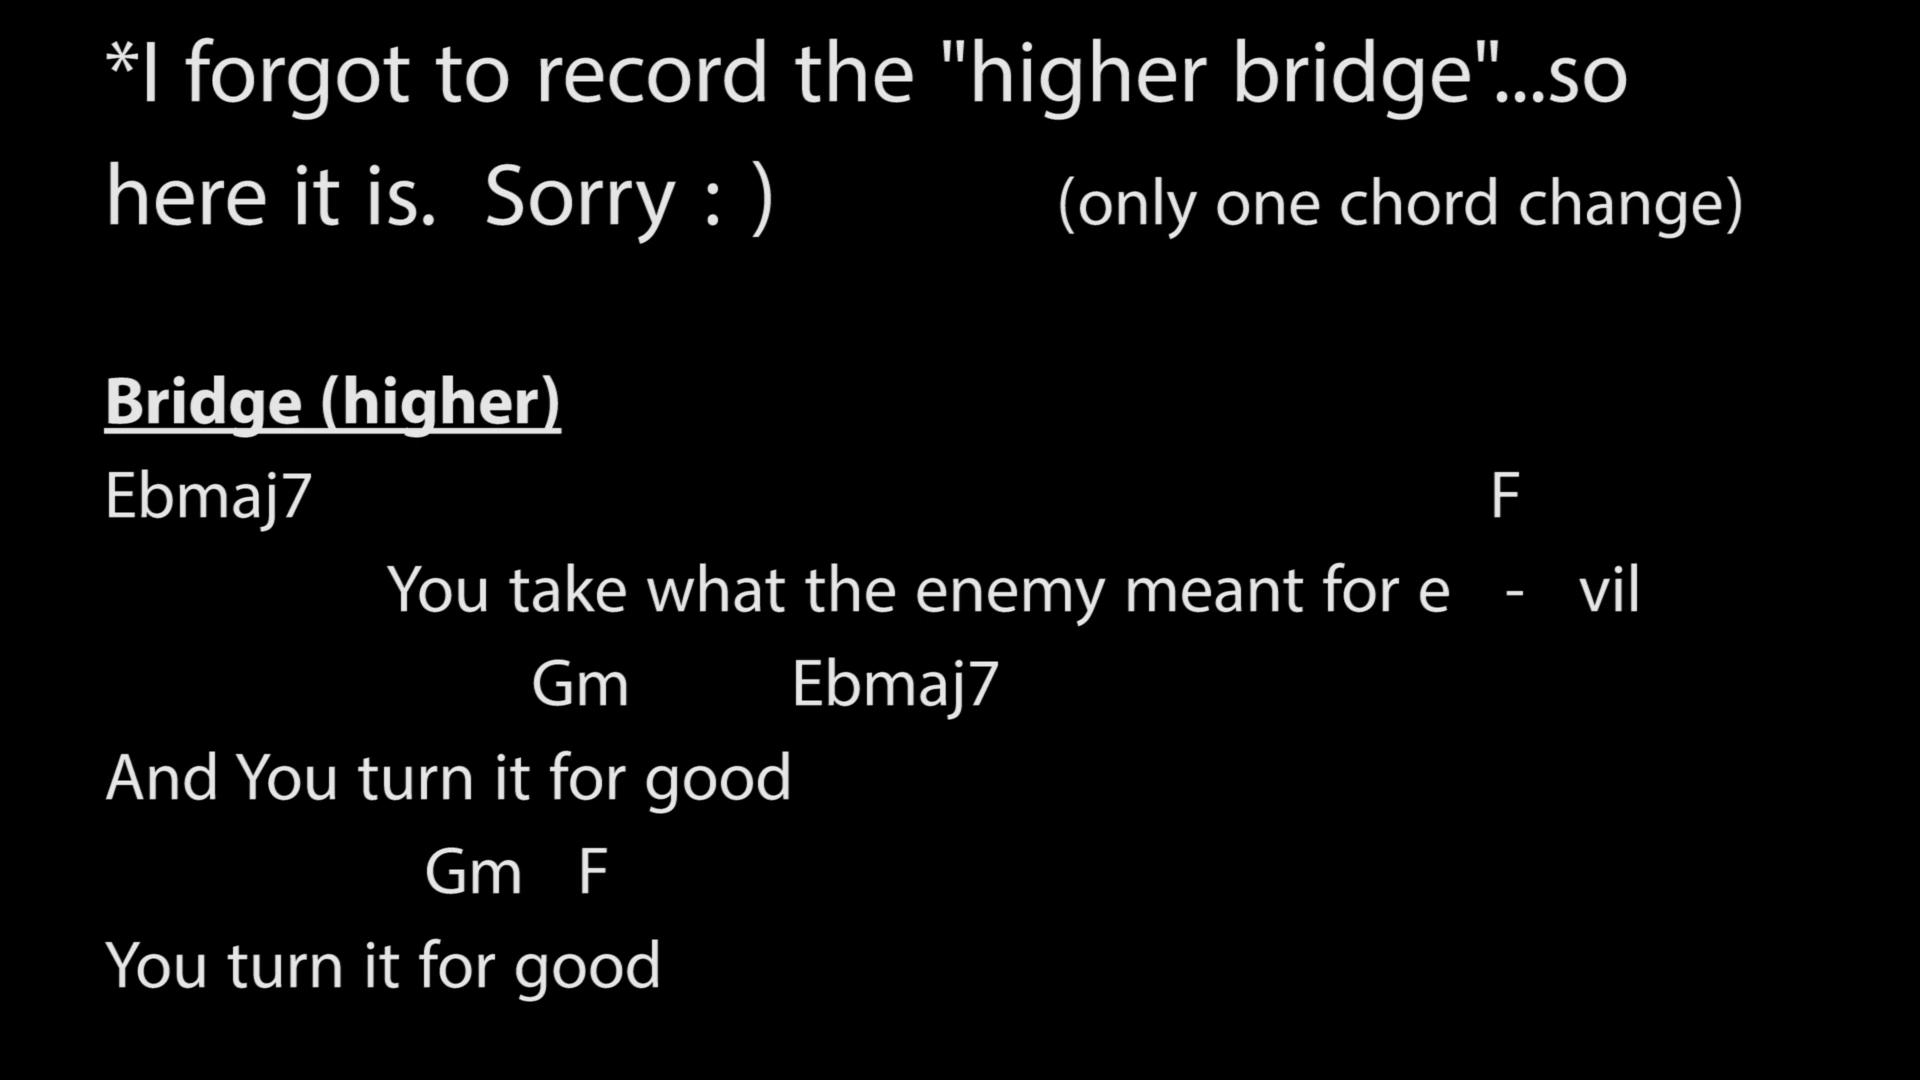 *I forgot to record the "higher bridge"...so
here it is. Sorry : ) (only one chord change)
Bridge (higher)
Ebmaj7 F
You take what the enemy meant for e - vil
Gm Ebmaj7
And You turn it for good
Gm F
You turn it for good